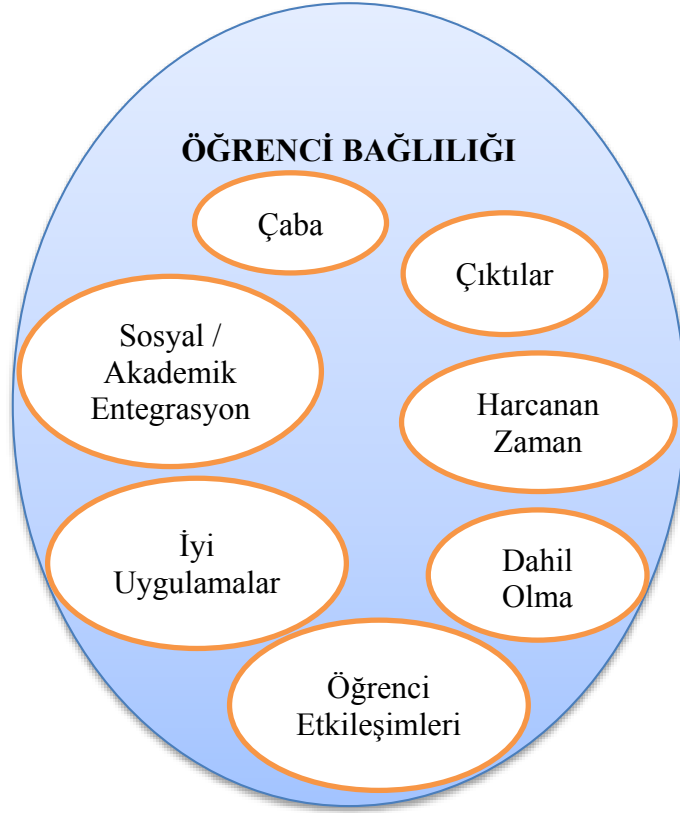 ÖĞRENCİ BAĞLILIĞI
Çaba
Çıktılar
Sosyal /
Akademik
Entegrasyon
Harcanan
Zaman
İyi
Uygulamalar
Dahil
Olma
Öğrenci
Etkileşimleri